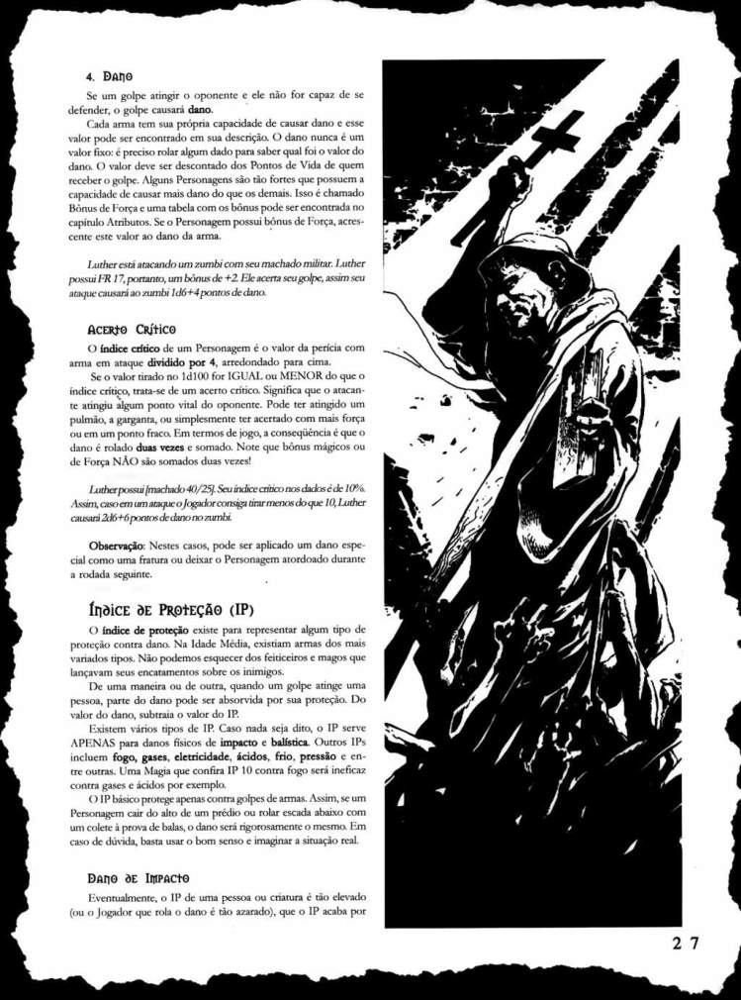 4. Dano
Se um golpe atingir o oponente e ele não for capaz de se
defender, o golpe causará dano.
Cada arma tem sua própria capacidade de causar dano e esse
valor pode ser encontrado em sua descrição. O dano nunca é um
valor fixo: é preciso rolar algum dado para saber qual foi o valor do
dano. O valor deve ser descontado dos Pontos de Vida de quem
receber o golpe. Alguns Personagens são tão fortes que possuem a
capacidade de causar mais dano do que os demais. Isso é chamado
Bônus de Força e uma tabela com os bônus pode ser encontrada no
capítulo Atributos. Se o Personagem possui bônus de Força, acres-
cente este valor ao dano da arma.
Luther está atacando um zumbi com seu machado militar. Luther
possui FR 17, portanto, um bônus de +2. Ele acerta seu golpe, assim seu
ataque causará ao zumbi 1d6+4 pontos de dano.
Acerto Crítico
O índice crítico de um Personagem é o valor da perícia com
arma em ataque dividido por 4, arredondado para cima.
Se o valor tirado no 1d100 for IGUAL ou MENOR do que o
índice crítico, trata-se de um acerto crítico. Significa que o atacan-
te atingiu algum ponto vital do oponente. Pode ter atingido um
pulmão, a garganta, ou simplesmente ter acertado com mais força
ou em um ponto fraco. Em termos de jogo, a conseqüência é que o
dano é rolado duas vezes e somado. Note que bônus mágicos ou
de Força NÃO são somados duas vezes!
Luther possui [machado 40/25]. Seu índice crítico nos dados é de 10%.
Assim, caso em um ataque o Jogador consiga tirar menos do que 10, Luther
causará 2d6+6 pontos de dano no zumbi.
Observação: Nestes casos, pode ser aplicado um dano espe-
cial como uma fratura ou deixar o Personagem atordoado durante
a rodada seguinte.
Índice de Proteção (IP)
O índice de proteção existe para representar algum tipo de
proteção contra dano. Na Idade Média, existiam armas dos mais
variados tipos. Não podemos esquecer dos feiticeiros e magos que
lançavam seus encatamentos sobre os inimigos.
De uma maneira ou de outra, quando um golpe atinge uma
pessoa, parte do dano pode ser absorvida por sua proteção. Do
valor do dano, subtraia o valor do IP.
Existem vários tipos de IP. Caso nada seja dito, o IP serve
APENAS para danos físicos de impacto e balística. Outros IPs
incluem fogo, gases, eletricidade, ácidos, frio, pressão e en-
tre outras. Uma Magia que confira IP 10 contra fogo será ineficaz
contra gases e ácidos por exemplo.
O IP básico protege apenas contra golpes de armas. Assim, se um
Personagem cair do alto de um prédio ou rolar escada abaixo com
um colete à prova de balas, o dano será rigorosamente o mesmo. Em
caso de dúvida, basta usar o bom senso e imaginar a situação real.
Dano de Impacto
Eventualmente, o IP de uma pessoa ou criatura é tão elevado
(ou o Jogador que rola o dano é tão azarado), que o IP acaba por
27